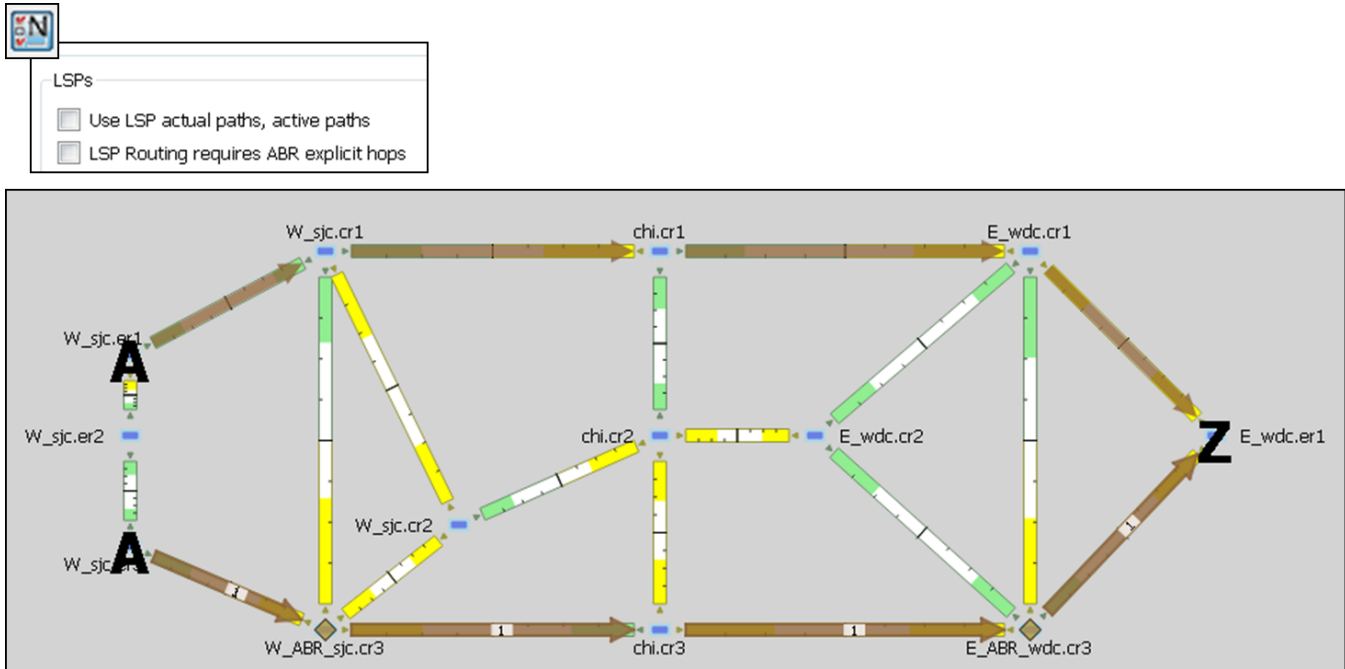 N
LSPs
Use LSP actual paths, active paths
LSP Routing requires ABR explicit hops
W_sjc.cr1
chi.cr1
E_wdc.cr1
W_sjc.er1
A
W_sjc.er2
chi.cr2
E_wdc.cr2
Z
E_wdc.er1
W_sjc.cr2
A
1
1
1
W_ABR_sjc.cr3
chi.cr3
E_ABR_wdc.cr3